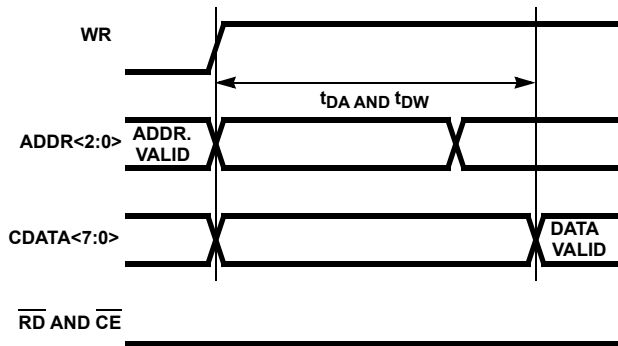 WR
tDA AND tDW
ADDR<2:0>
ADDR.
VALID
CDATA<7:0>
DATA
VALID
RD AND CE